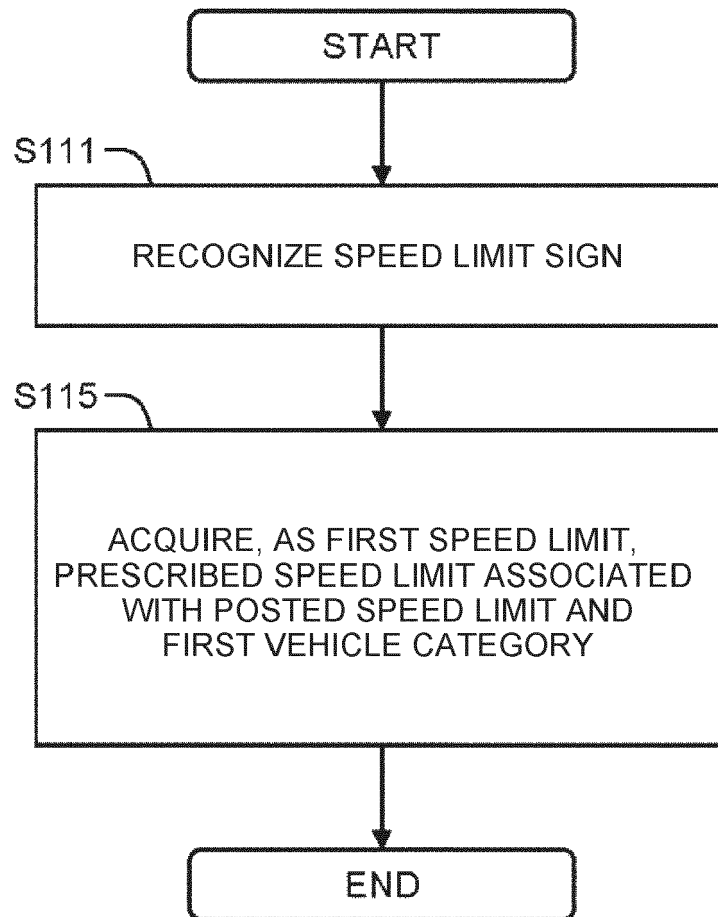 START
S111
RECOGNIZE SPEED LIMIT SIGN
S115
ACQUIRE, AS FIRST SPEED LIMIT,
PRESCRIBED SPEED LIMIT ASSOCIATED
WITH POSTED SPEED LIMIT AND
FIRST VEHICLE CATEGORY
END